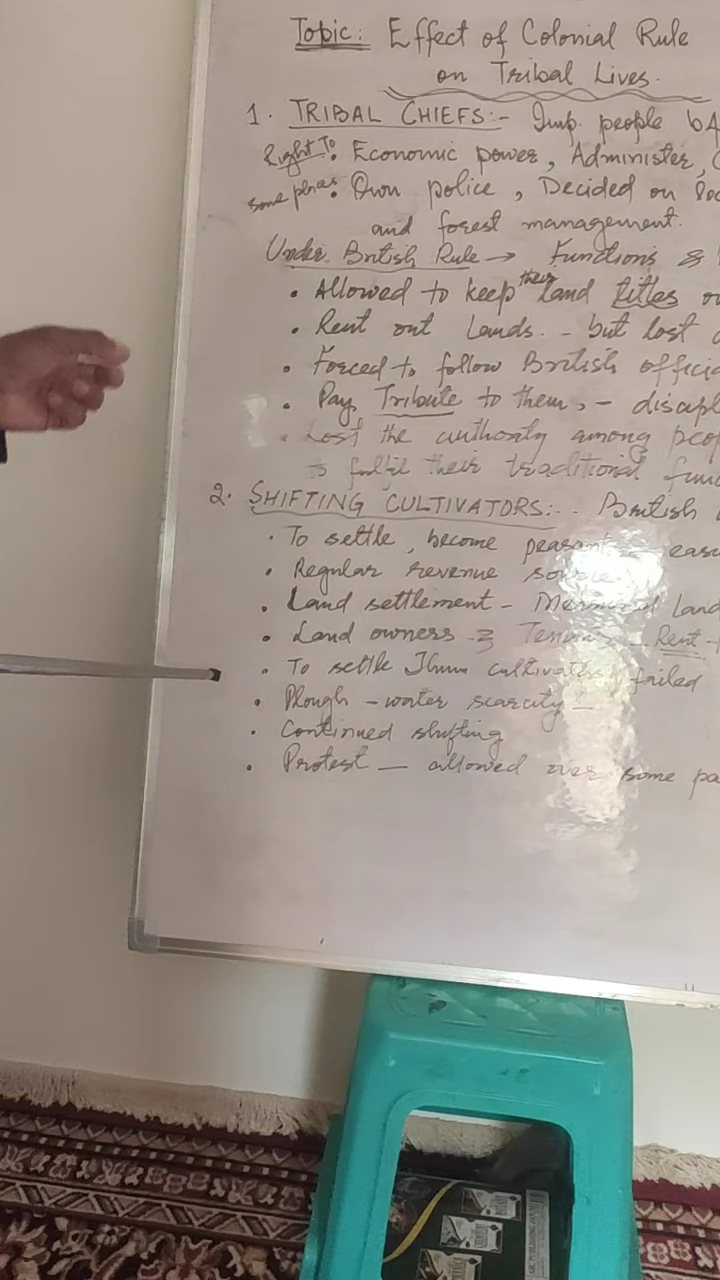 Topic: Effect of Colonial Rule
on Tribal Lives.
1. TRIBAL CHIEFS:- Imp. people
Right To: Economic power, Administer,
some places: Own police, Decided on
and forest management.
Under British Rule → Functions &
• Allowed to keep their land titles
• Rent out Lands. - but lost
• Forced to follow British
• Pay Tribute to them, -
• Lost the authority among
to fulfil their traditional
2. SHIFTING CULTIVATORS:- British
• To settle, become
• Regular revenue source.
• Land settlement -
• Land owners & - Rent
• To settle Jhum failed
• Plough - water scarcity -
• Continued shifting
• Protest - allowed over some